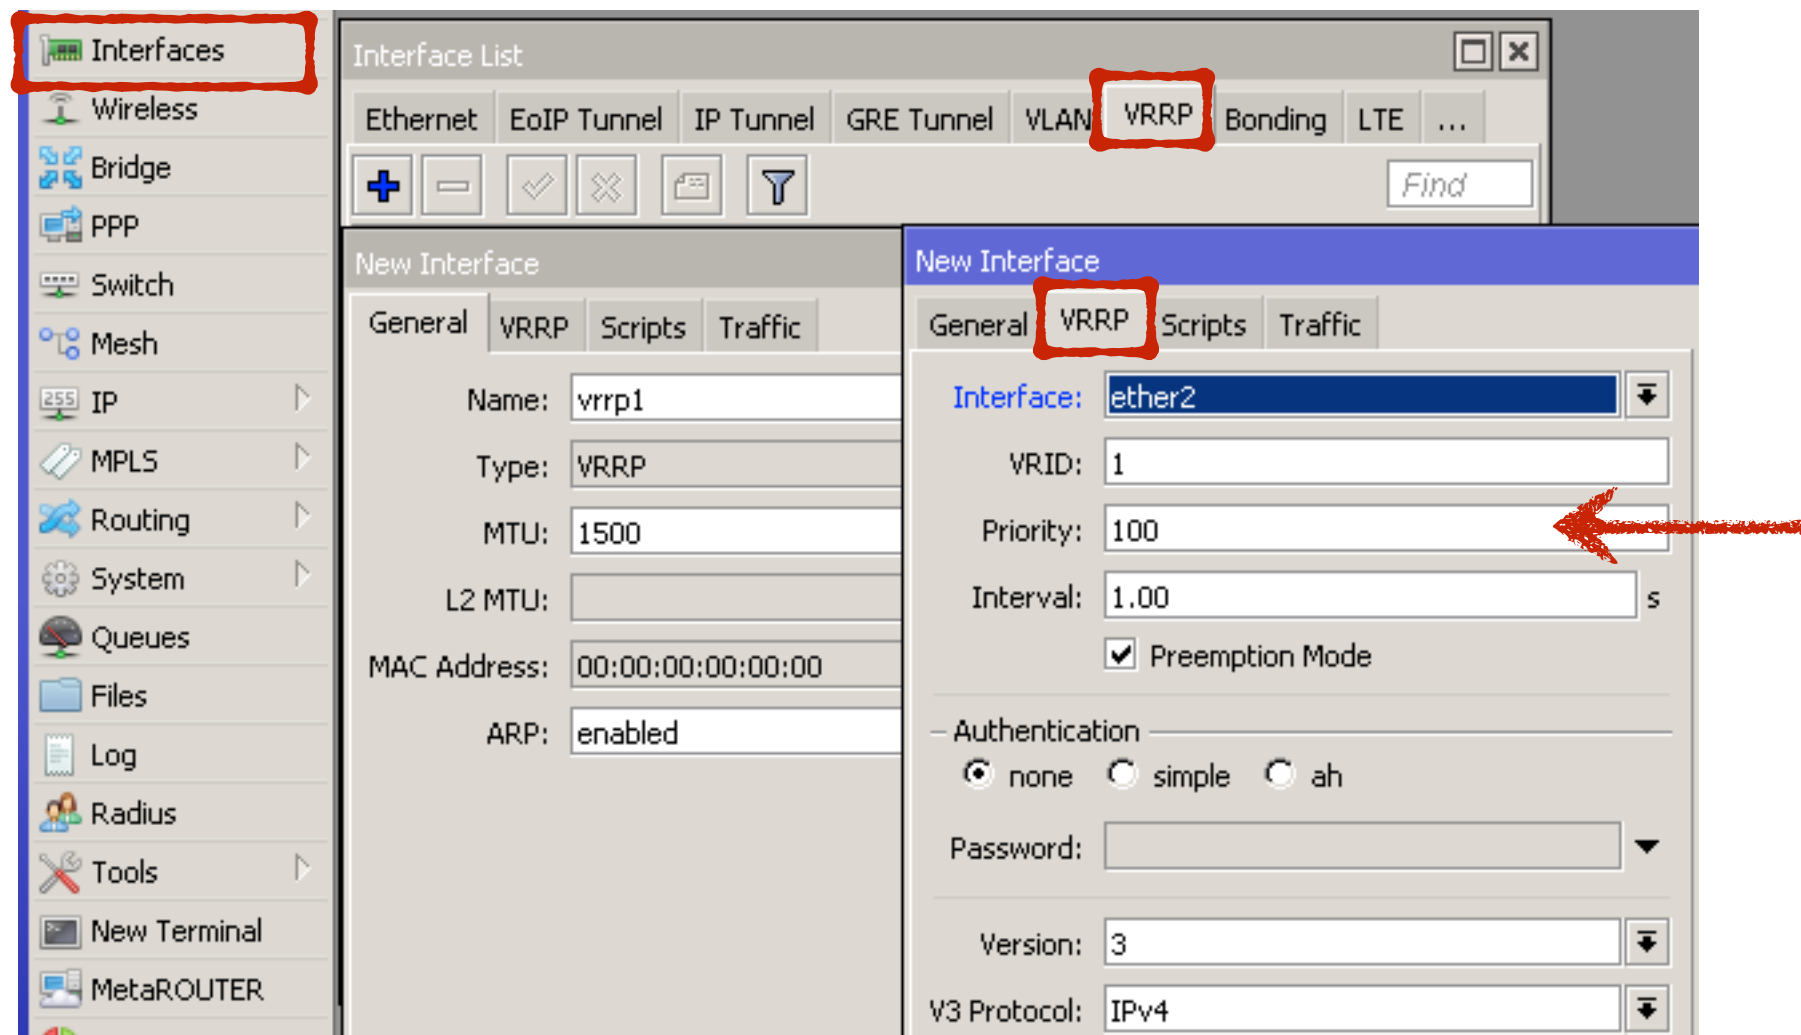 Interfaces
Wireless
Bridge
PPP
Switch
Mesh
255 IP
MPLS
Routing
System
Queues
Files
Log
Radius
Tools
New Terminal
MetaROUTER
Interface List
Ethernet EoIP Tunnel IP Tunnel GRE Tunnel VLAN VRRP Bonding LTE ...
Find
New Interface
General VRRP Scripts Traffic
Name: vrrp1
Type: VRRP
MTU: 1500
L2 MTU:
MAC Address: 00:00:00:00:00:00
ARP: enabled
New Interface
General VRRP Scripts Traffic
Interface: ether2
VRID: 1
Priority: 100
Interval: 1.00 s
Preemption Mode
Authentication
none simple ah
Password:
Version: 3
V3 Protocol: IPv4